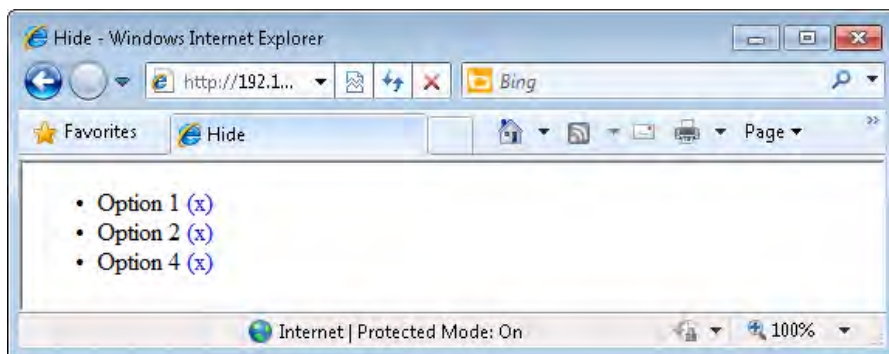 Hide - Windows Internet Explorer
http://192.1... Bing
Favorites Hide Page
• Option 1 (x)
• Option 2 (x)
• Option 4 (x)
Internet | Protected Mode: On 100%